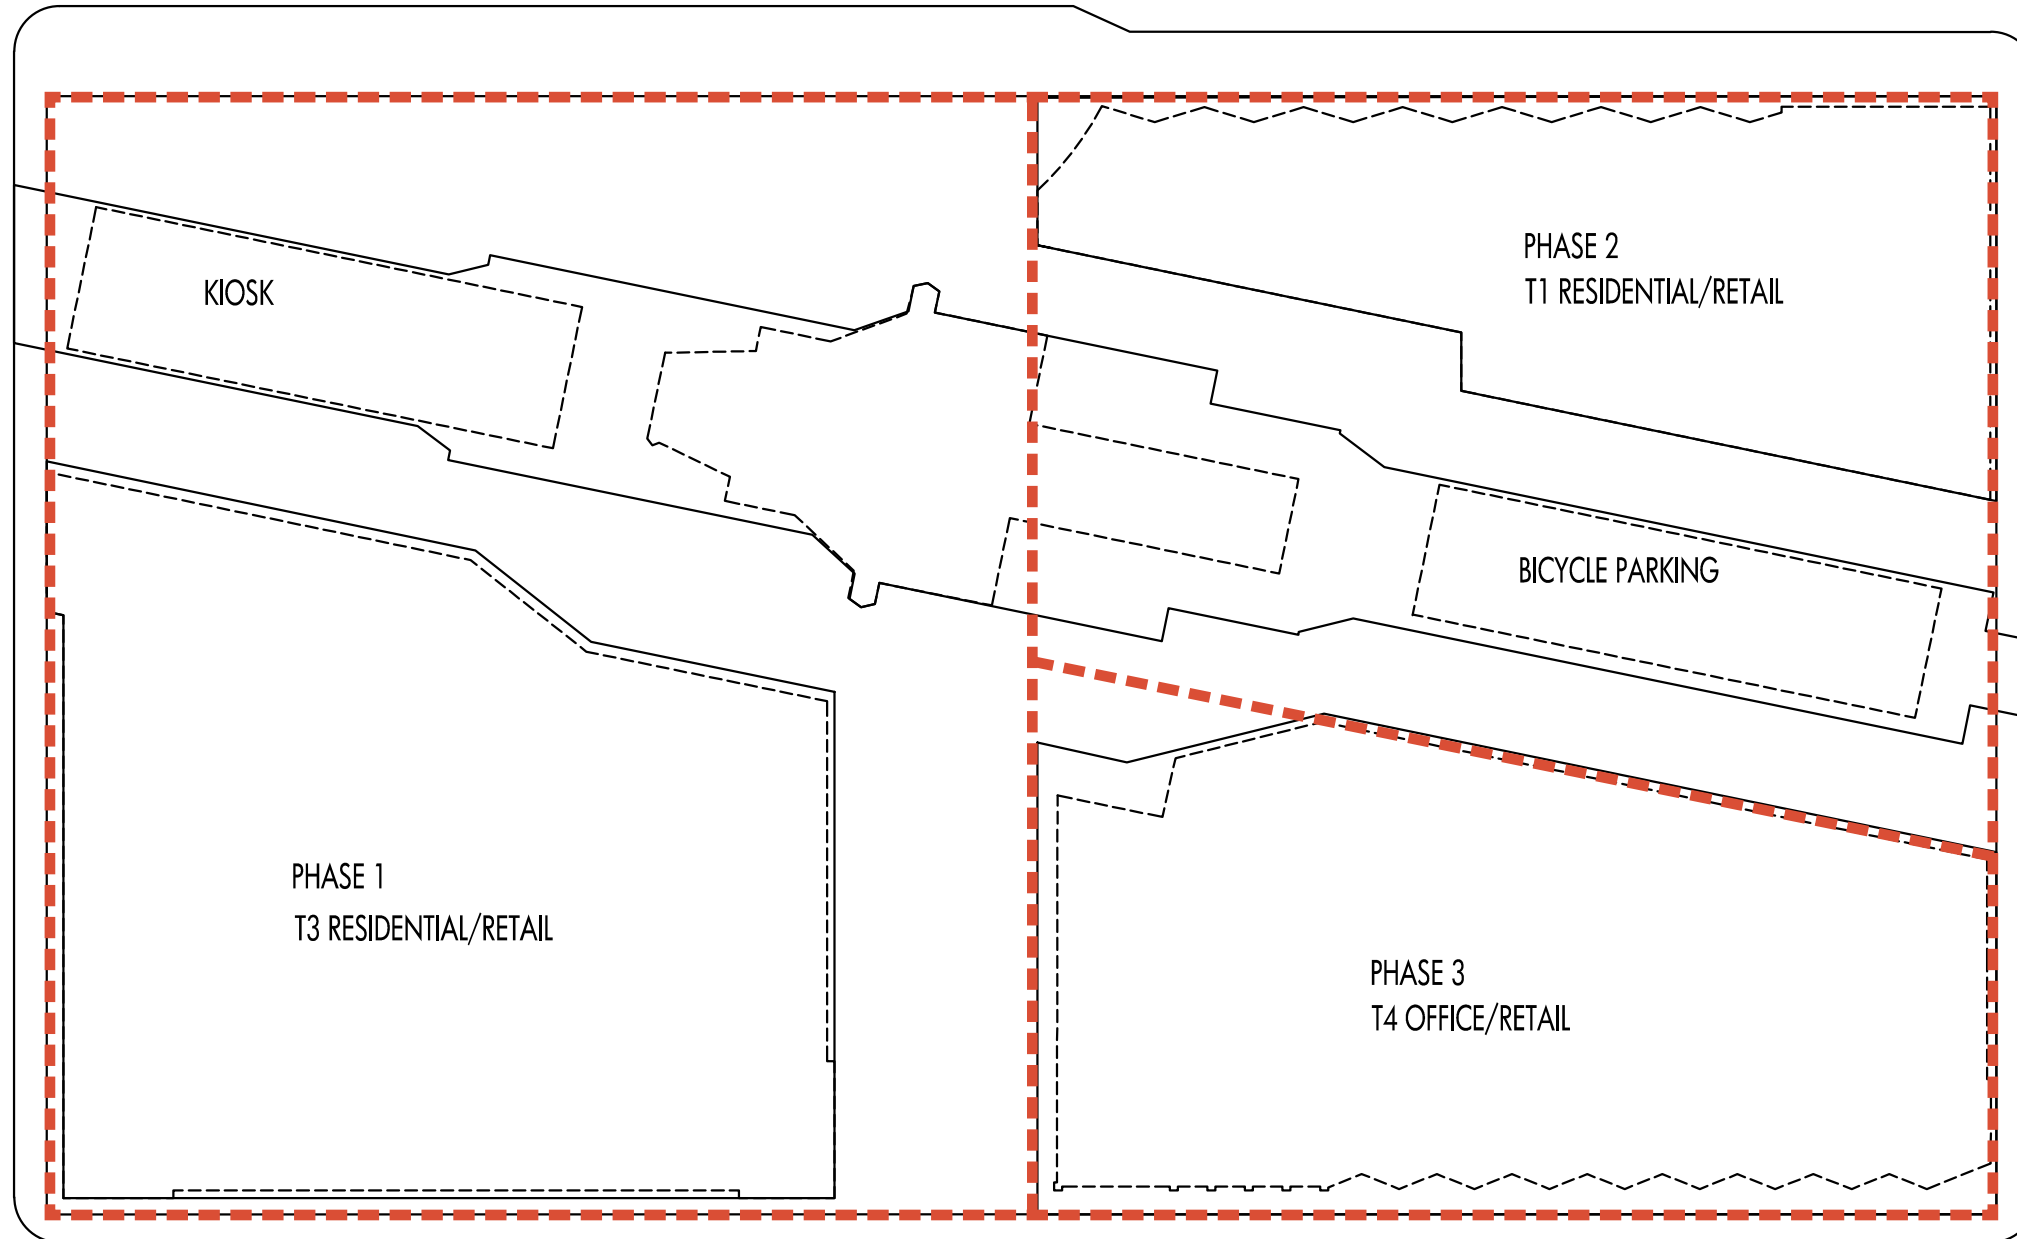 PHASE 2
T1 RESIDENTIAL/RETAIL
KIOSK
BICYCLE PARKING
PHASE 1
T3 RESIDENTIAL/RETAIL
PHASE 3
T4 OFFICE/RETAIL